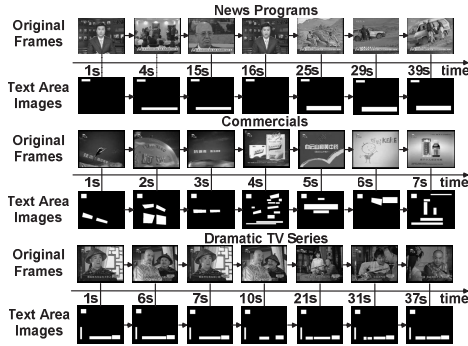 News Programs
Original
Frames
1s 4s 15s 16s 25s 29s 39s time
Text Area
Images
Commercials
Original
Frames
1s 2s 3s 4s 5s 6s 7s time
Text Area
Images
Dramatic TV Series
Original
Frames
1s 6s 7s 10s 21s 31s 37s time
Text Area
Images